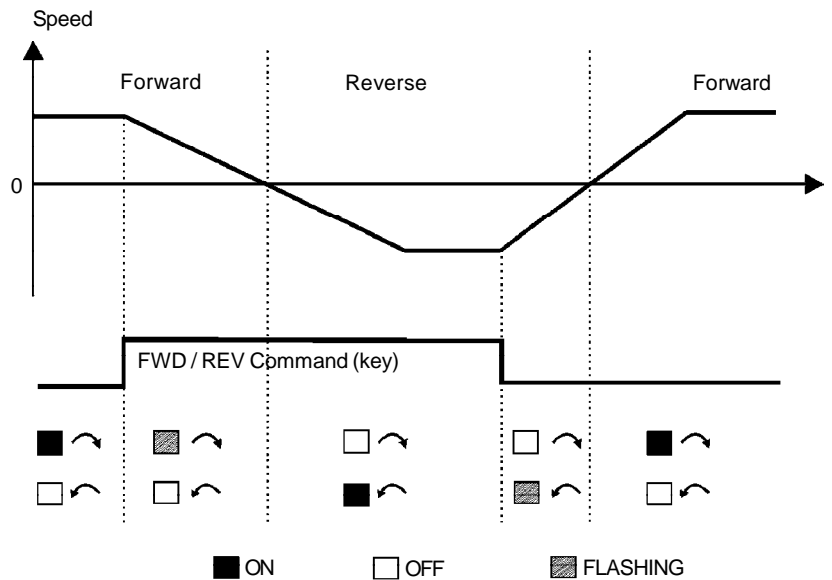 Speed
Forward Reverse Forward
0
FWD / REV Command (key)
ON OFF FLASHING